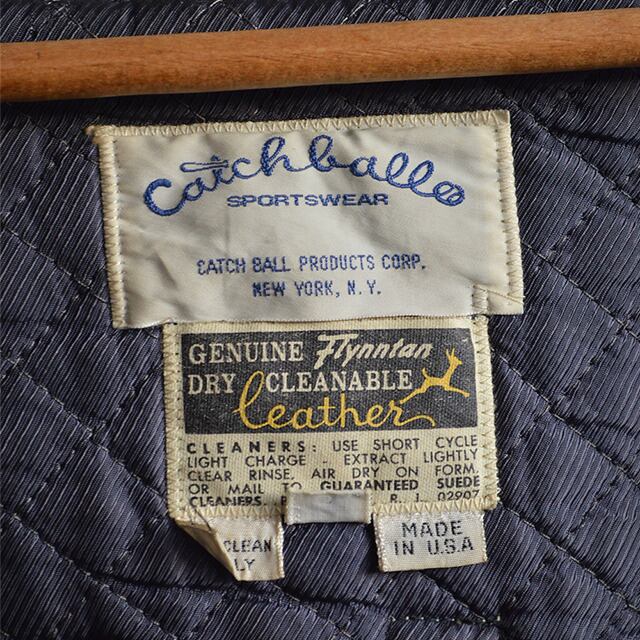 Catchball
SPORTSWEAR
CATCH BALL PRODUCTS CORP.
NEW YORK, N.Y.
GENUINE Flynntan
DRY CLEANABLE
leather
CLEANERS: USE SHORT CYCLE
LIGHT CHARGE. EXTRACT LIGHTLY
CLEAR RINSE. AIR DRY ON FORM.
OR MAIL TO GUARANTEED SUEDE
CLEANERS, R. I. 02907
CLEAN
LY
MADE
IN U.S.A